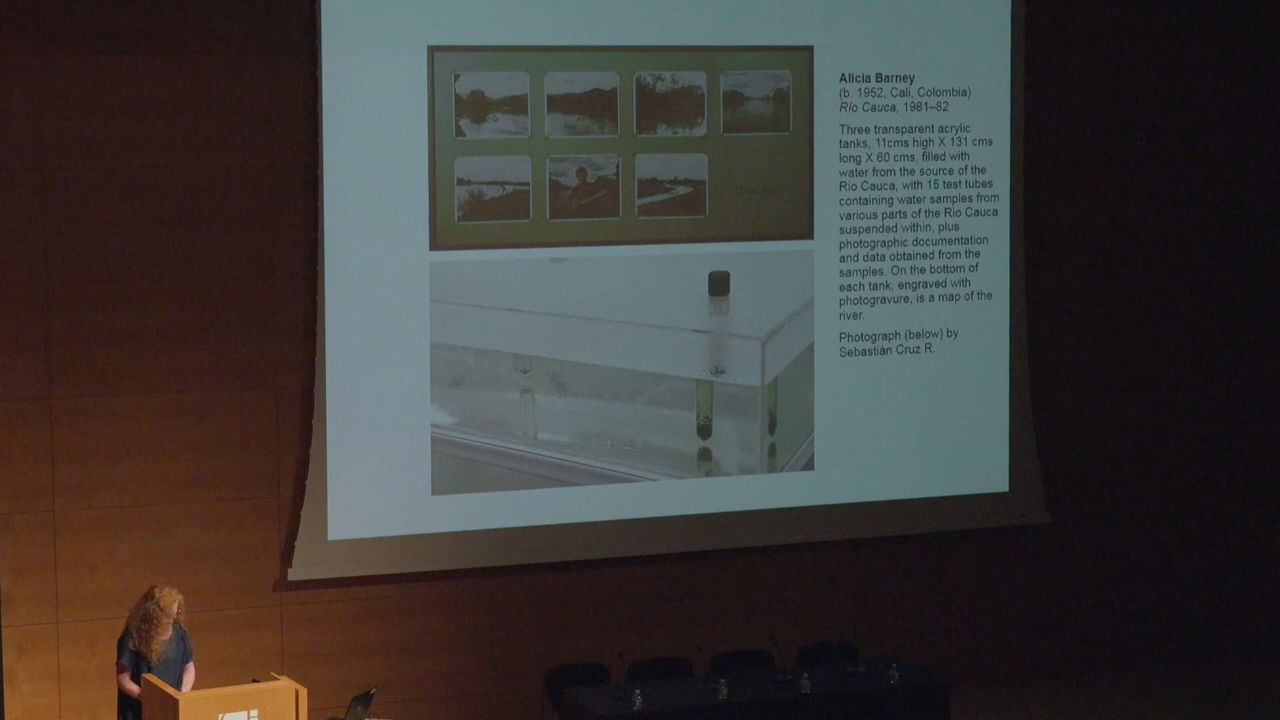 Alicia Barney
(b. 1952, Cali, Colombia)
Río Cauca, 1981–82
Three transparent acrylic
tanks, 11cms high X 131 cms
long X 60 cms, filled with
water from the source of the
Rio Cauca, with 15 test tubes
containing water samples from
various parts of the Rio Cauca
suspended within, plus
photographic documentation
and data obtained from the
samples. On the bottom of
each tank, engraved with
photogravure, is a map of the
river.
Photograph (below) by
Sebastián Cruz R.